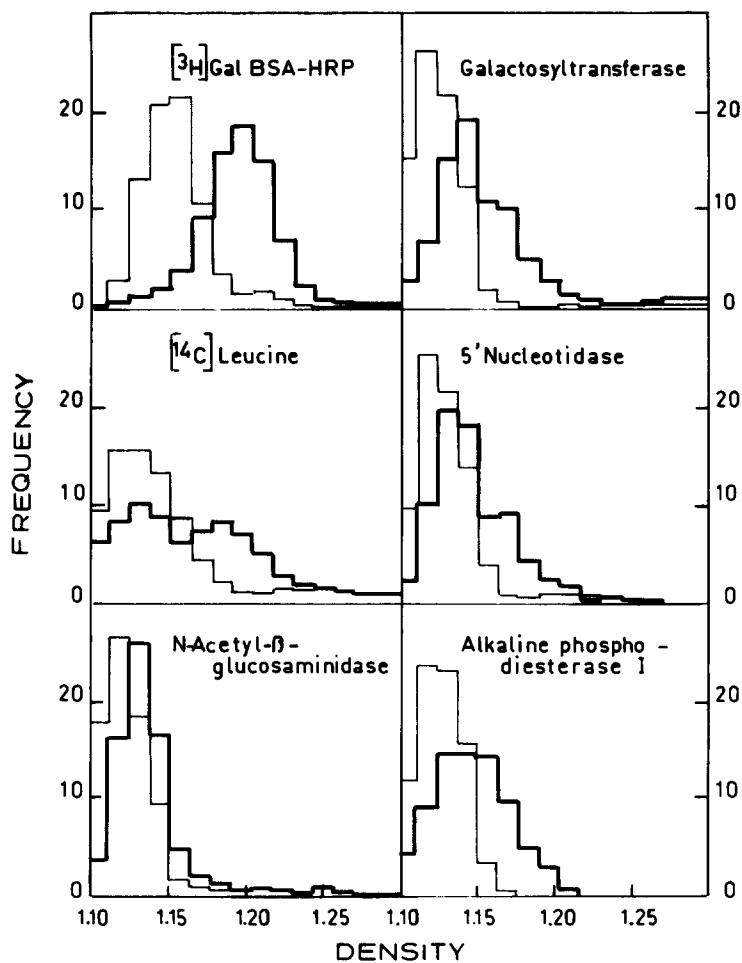 [³H]Gal BSA-HRP
Galactosyltransferase
20
10
0
20
10
0
[¹⁴C] Leucine
5'Nucleotidase
20
10
0
20
10
0
N-Acetyl-β-
glucosaminidase
Alkaline phospho-
diesterase I
20
10
0
20
10
0
1.10
1.15
1.20
1.25
1.10
1.15
1.20
1.25
FREQUENCY
DENSITY